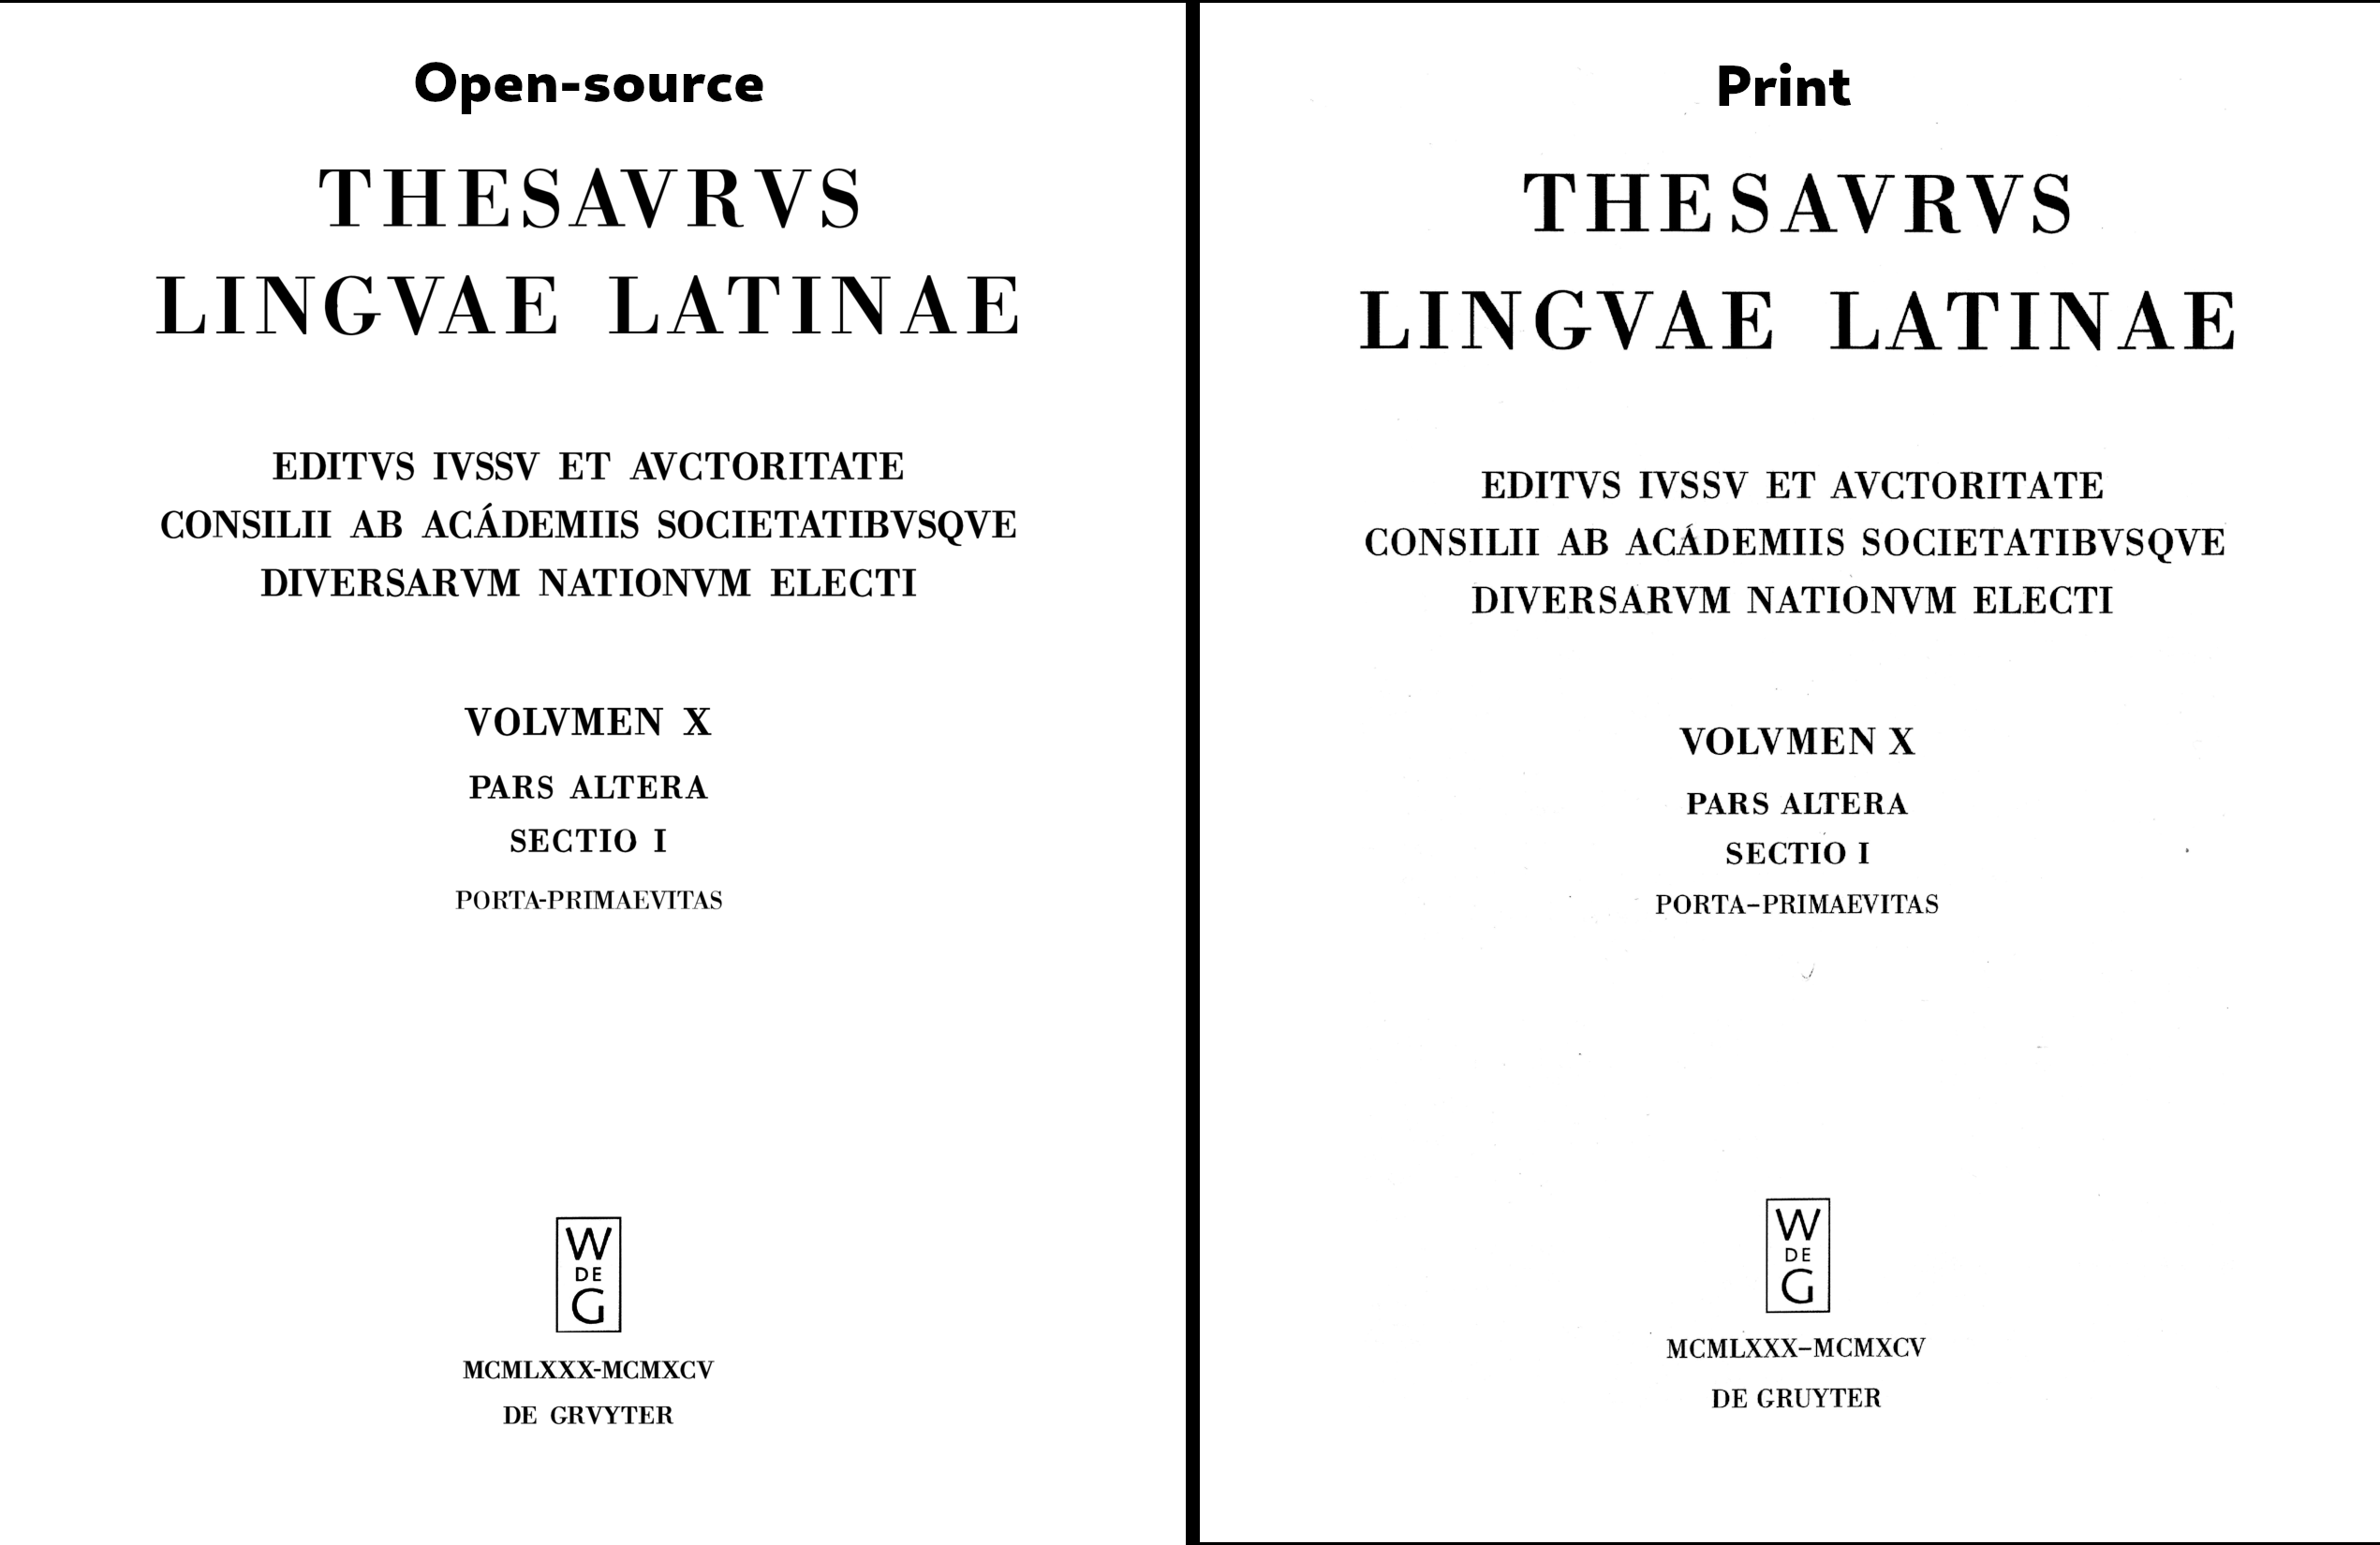 Open-source
THESAVRVS
LINGVAE LATINAE
EDITVS IVSSV ET AVCTORITATE
CONSILII AB ACÁDEMIIS SOCIETATIBVSQVE
DIVERSARVM NATIONVM ELECTI
VOLVMEN X
PARS ALTERA
SECTIO I
PORTA-PRIMAEVITAS
W
DE
G
MCMLXXX-MCMXCV
DE GRVYTER
Print
THESAVRVS
LINGVAE LATINAE
EDITVS IVSSV ET AVCTORITATE
CONSILII AB ACÁDEMIIS SOCIETATIBVSQVE
DIVERSARVM NATIONVM ELECTI
VOLVMEN X
PARS ALTERA
SECTIO I
PORTA–PRIMAEVITAS
W
DE
G
MCMLXXX–MCMXCV
DE GRUYTER